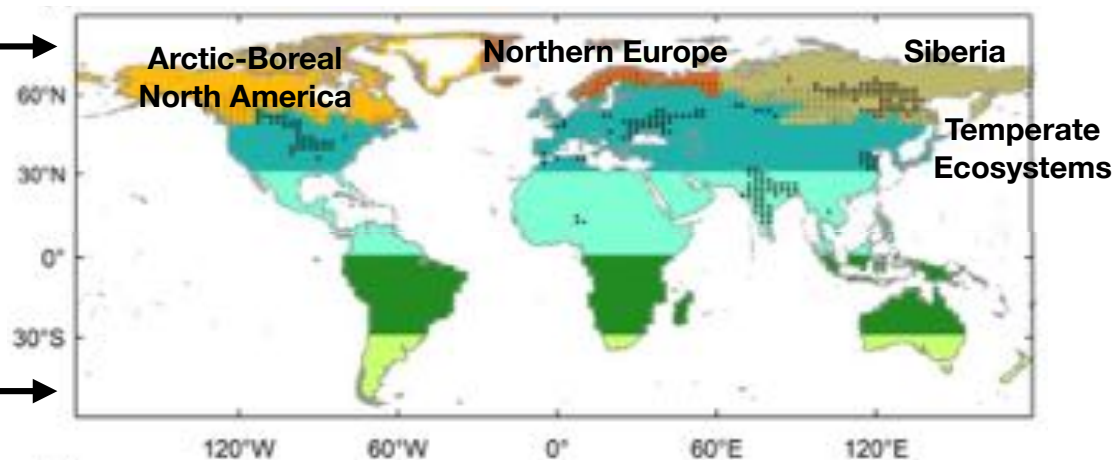 Arctic-Boreal
North America
Northern Europe
Siberia
Temperate
Ecosystems
60°N
30°N
0°
30°S
120°W
60°W
0°
60°E
120°E